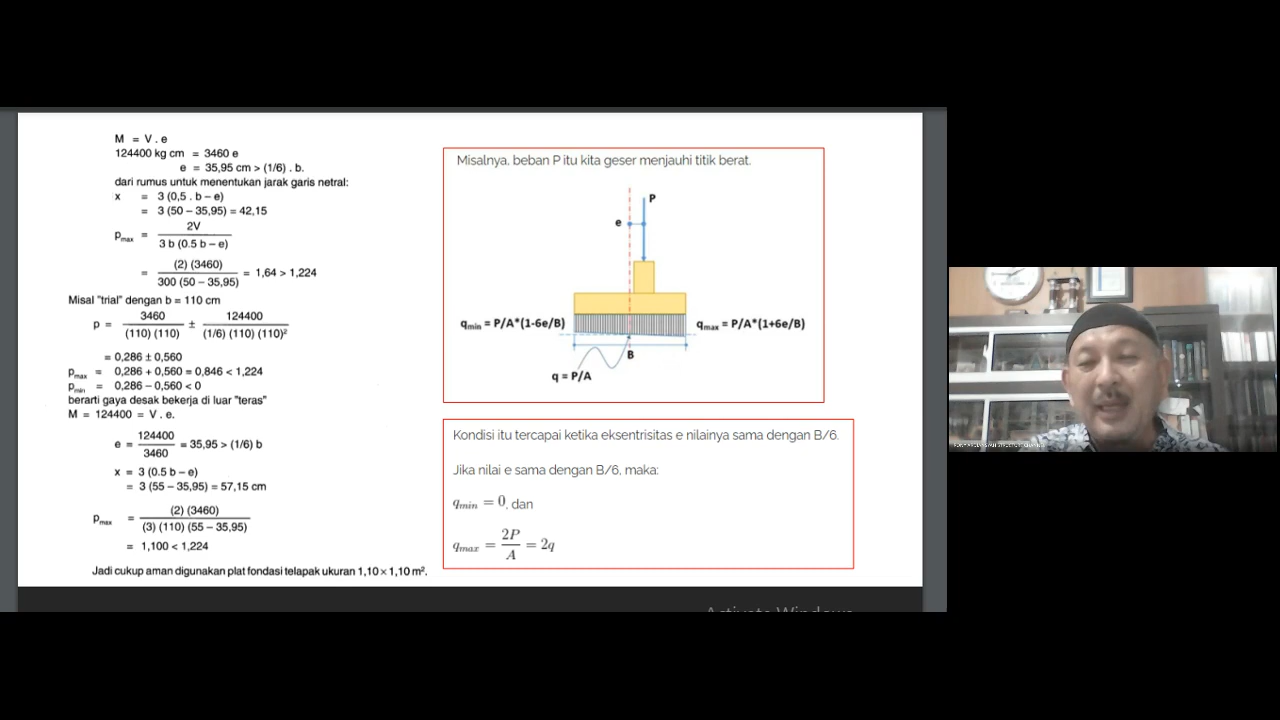 M = V . e
124400 kg cm = 3460 e
e = 35,95 cm > (1/6) . b.
dari rumus untuk menentukan jarak garis netral:
x = 3 (0,5 . b – e)
= 3 (50 – 35,95) = 42,15
Pmax = 2V / 3 b (0.5 b – e)
= (2) (3460) / 300 (50 – 35,95) = 1,64 > 1,224
Misal "trial" dengan b = 110 cm
p = 3460 / (110) (110) ± 124400 / (1/6) (110) (110)²
= 0,286 ± 0,560
Pmax = 0,286 + 0,560 = 0,846 < 1,224
Pmin = 0,286 – 0,560 < 0
berarti gaya desak bekerja di luar "teras"
M = 124400 = V . e.
e = 124400 / 3460 = 35,95 > (1/6) b
x = 3 (0.5 b – e)
= 3 (55 – 35,95) = 57,15 cm
Pmax = (2) (3460) / (3) (110) (55 – 35,95)
= 1,100 < 1,224
Jadi cukup aman digunakan plat fondasi telapak ukuran 1,10 × 1,10 m².
Misalnya, beban P itu kita geser menjauhi titik berat.
P
e
qmin = P/A*(1-6e/B)
qmax = P/A*(1+6e/B)
B
q = P/A
Kondisi itu tercapai ketika eksentrisitas e nilainya sama dengan B/6.
Jika nilai e sama dengan B/6, maka:
qmin = 0, dan
qmax = 2P / A = 2q
Activate Windows